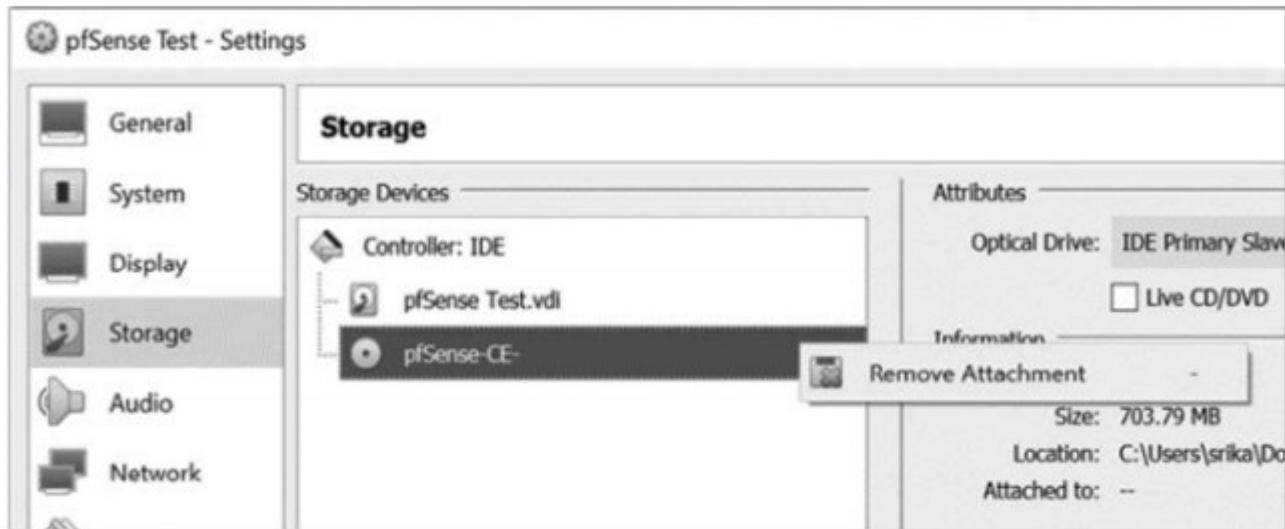 pfSense Test - Settings
General
System
Display
Storage
Audio
Network
Storage
Storage Devices
Controller: IDE
pfSense Test.vdi
pfSense-CE-
Remove Attachment -
Attributes
Optical Drive: IDE Primary Slave
Live CD/DVD
Information
Size: 703.79 MB
Location: C:\Users\srika\Do
Attached to: --